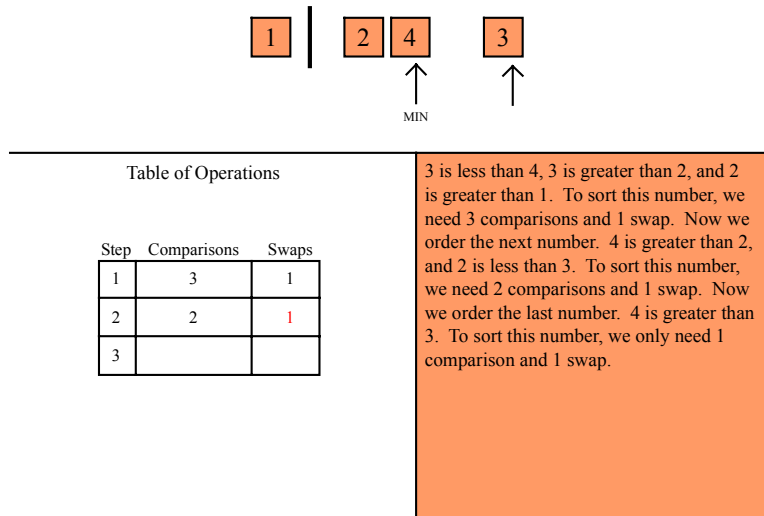 1 2 4 3
MIN
Table of Operations
Step Comparisons Swaps
1 3 1
2 2 1
3
3 is less than 4, 3 is greater than 2, and 2
is greater than 1. To sort this number, we
need 3 comparisons and 1 swap. Now we
order the next number. 4 is greater than 2,
and 2 is less than 3. To sort this number,
we need 2 comparisons and 1 swap. Now
we order the last number. 4 is greater than
3. To sort this number, we only need 1
comparison and 1 swap.